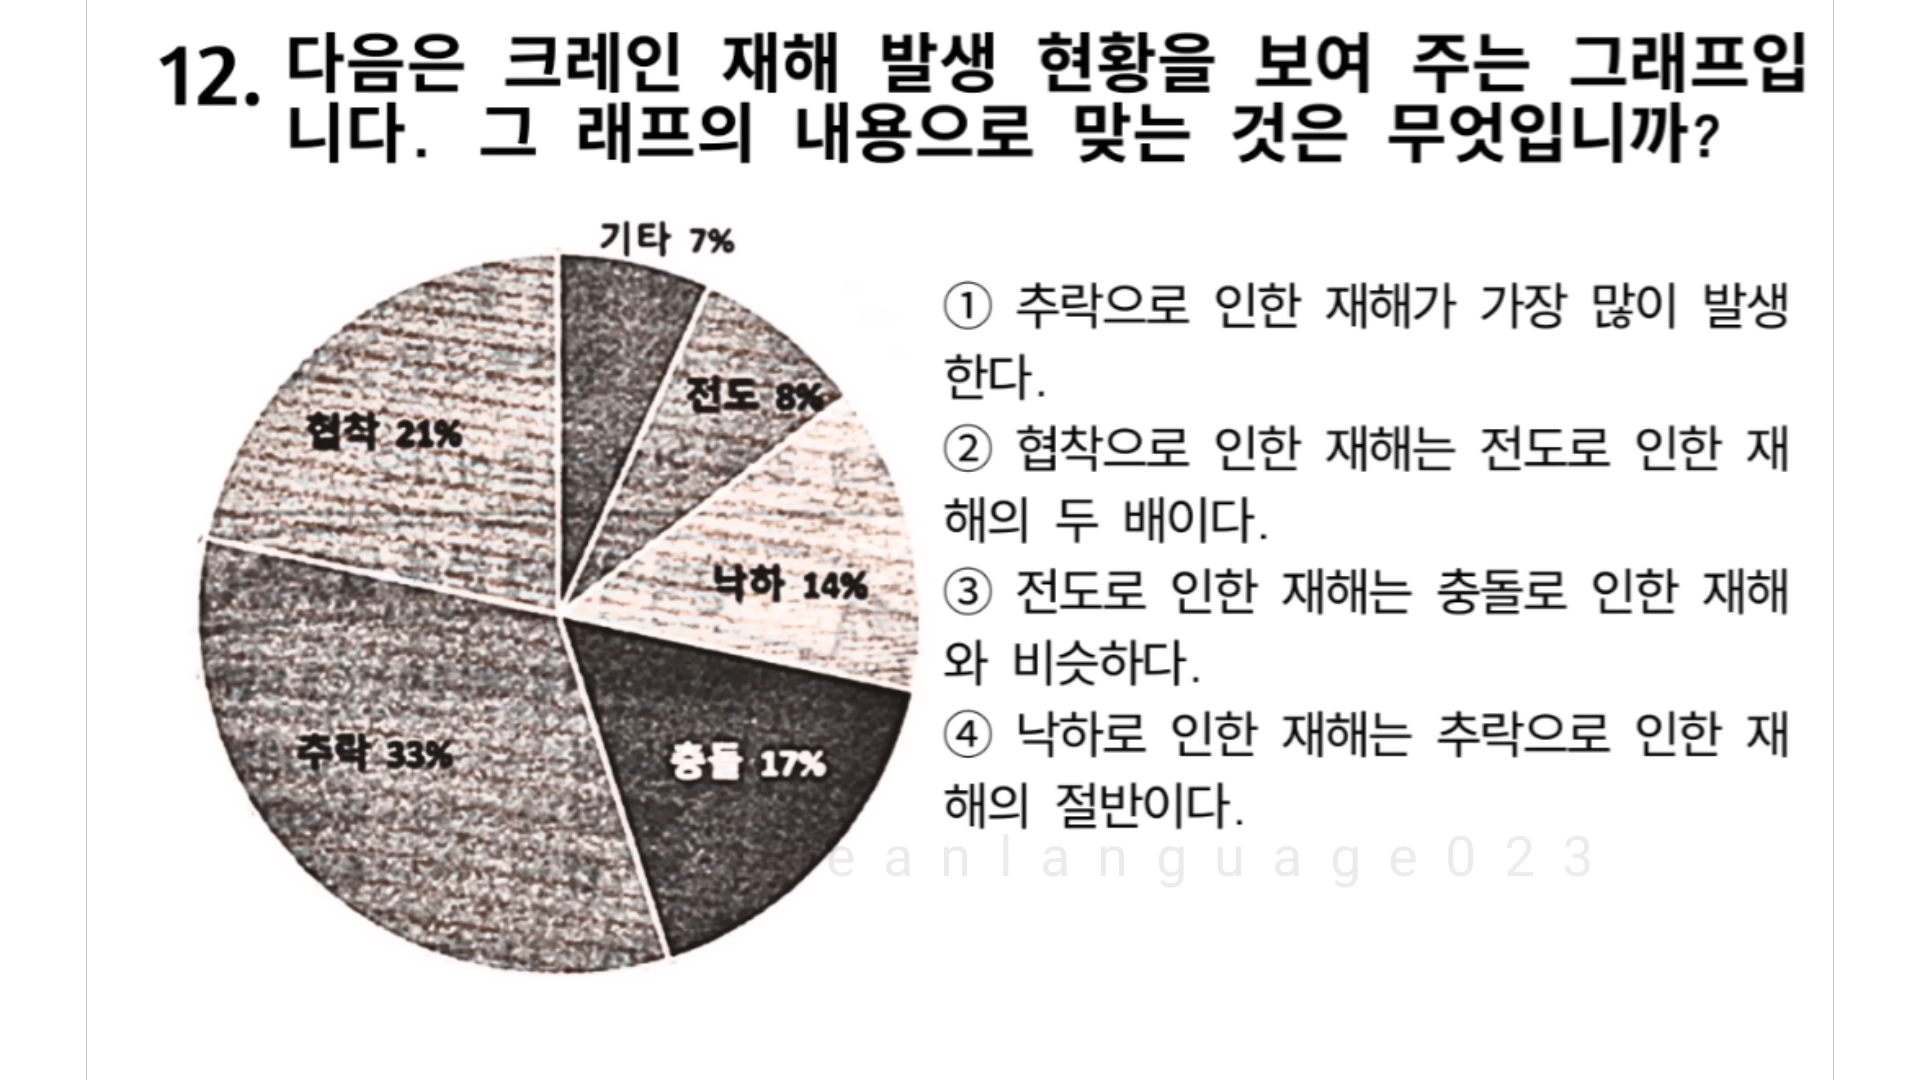 12. 다음은 크레인 재해 발생 현황을 보여 주는 그래프입
니다. 그 래프의 내용으로 맞는 것은 무엇입니까?
기타 7%
전도 8%
협착 21%
낙하 14%
추락 33%
충돌 17%
① 추락으로 인한 재해가 가장 많이 발생
한다.
② 협착으로 인한 재해는 전도로 인한 재
해의 두 배이다.
③ 전도로 인한 재해는 충돌로 인한 재해
와 비슷하다.
④ 낙하로 인한 재해는 추락으로 인한 재
해의 절반이다.
eanlanguage023